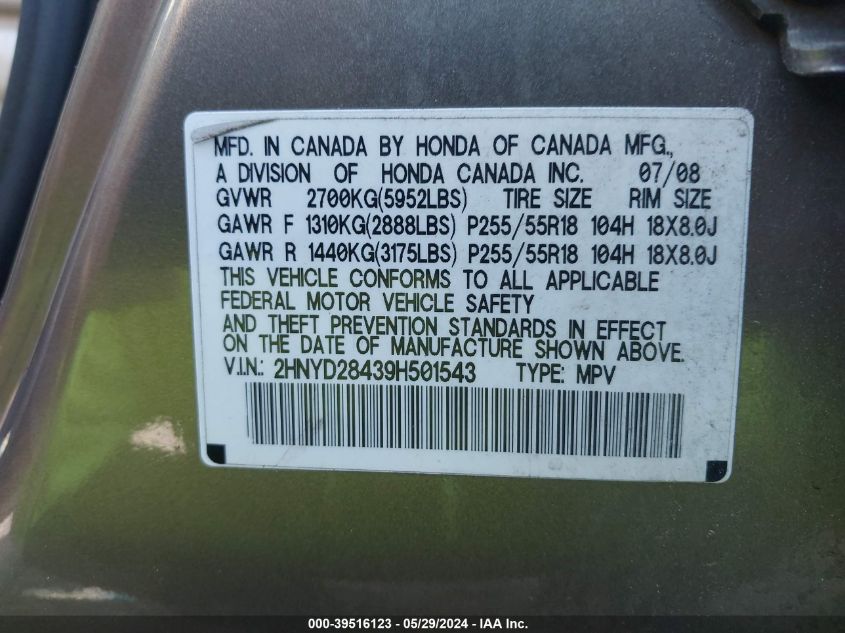 MFD. IN CANADA BY HONDA OF CANADA MFG.,
A DIVISION OF HONDA CANADA INC. 07/08
GVWR 2700KG(5952LBS) TIRE SIZE RIM SIZE
GAWR F 1310KG(2888LBS) P255/55R18 104H 18X8.0J
GAWR R 1440KG(3175LBS) P255/55R18 104H 18X8.0J
THIS VEHICLE CONFORMS TO ALL APPLICABLE
FEDERAL MOTOR VEHICLE SAFETY
AND THEFT PREVENTION STANDARDS IN EFFECT
ON THE DATE OF MANUFACTURE SHOWN ABOVE.
V.I.N.: 2HNYD28439H501543 TYPE: MPV
000-39516123 - 05/29/2024 - IAA Inc.